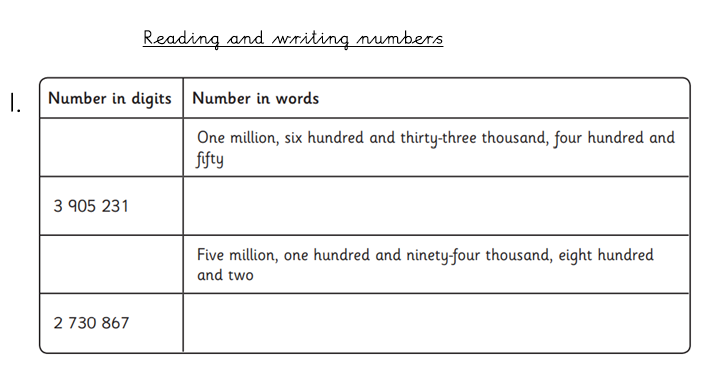 Reading and writing numbers
1.
Number in digits Number in words
One million, six hundred and thirty-three thousand, four hundred and
fifty
3 905 231
Five million, one hundred and ninety-four thousand, eight hundred
and two
2 730 867